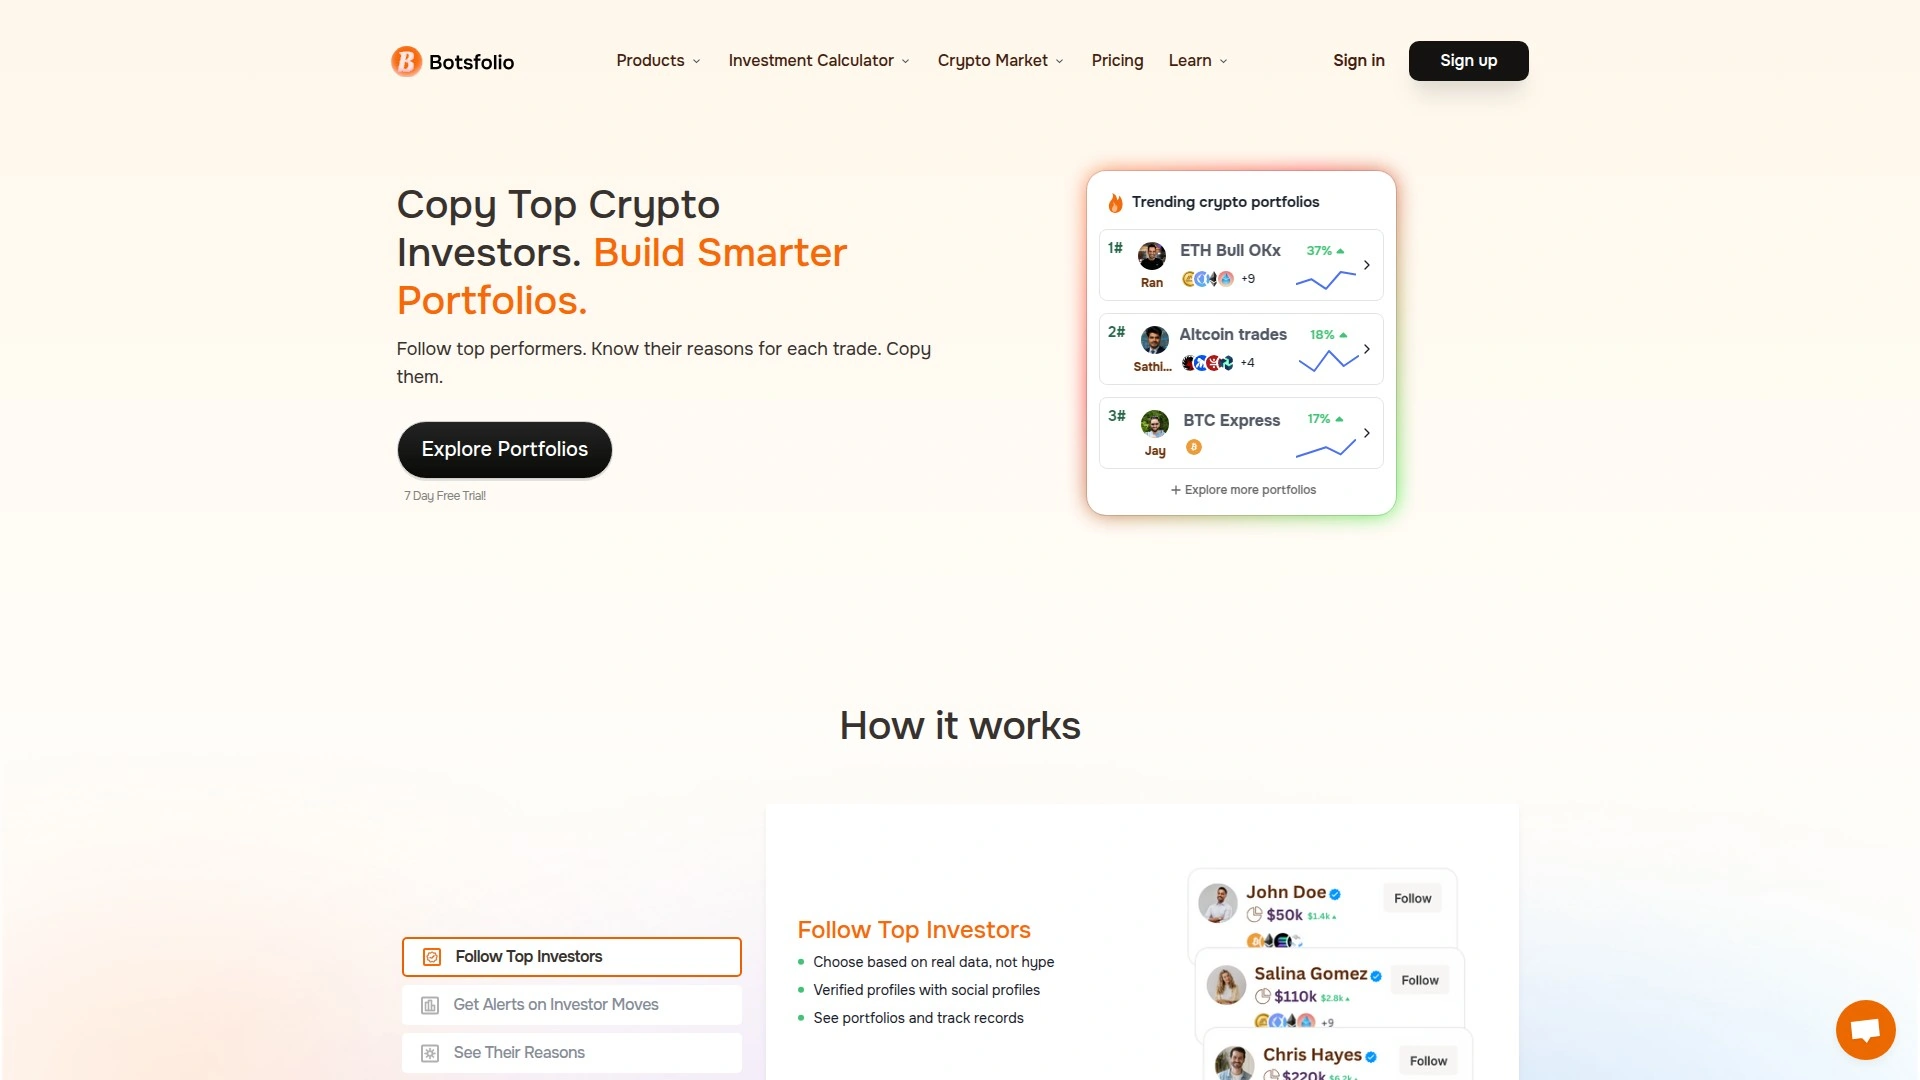 Botsfolio
Products
Investment Calculator
Crypto Market
Pricing
Learn
Sign in
Sign up
Copy Top Crypto
Investors. Build Smarter
Portfolios.
Follow top performers. Know their reasons for each trade. Copy
them.
Explore Portfolios
7 Day Free Trial!
Trending crypto portfolios
1#
ETH Bull OKx
37%
Ran
+9
2#
Altcoin trades
18%
Sathi...
+4
3#
BTC Express
17%
Jay
+ Explore more portfolios
How it works
Follow Top Investors
Get Alerts on Investor Moves
See Their Reasons
Follow Top Investors
Choose based on real data, not hype
Verified profiles with social profiles
See portfolios and track records
John Doe
Follow
$50k $1.4k
Salina Gomez
Follow
$110k $2.8k
+9
Chris Hayes
Follow
$220k